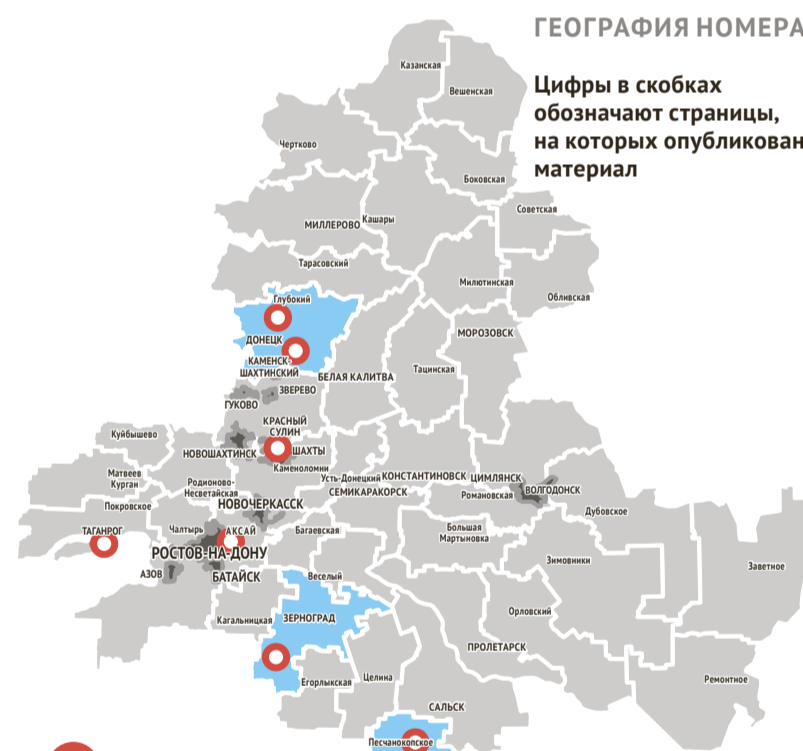 ГЕОГРАФИЯ НОМЕРА
Цифры в скобках
обозначают страницы,
на которых опубликован
материал
Казанская
Вешенская
Чертково
Боковская
Советская
Кашары
МИЛЛЕРОВО
Тарасовский
Милютинская
Обливская
Глубокий
МОРОЗОВСК
ДОНЕЦК
КАМЕНСК-
ШАХТИНСКИЙ
Тацинская
БЕЛАЯ КАЛИТВА
ЗВЕРЕВО
ГУКОВО
КРАСНЫЙ
СУЛИН
Куйбышево
НОВОШАХТИНСК
ШАХТЫ
Каменоломни
Матвеев
Курган
Родионово-
Несветайская
Усть-Донецкий
КОНСТАНТИНОВСК
ЦИМЛЯНСК
СЕМИКАРАКОРСК
Романовская
ВОЛГОДОНСК
Покровское
НОВОЧЕРКАССК
Дубовское
ТАГАНРОГ
Чалтырь
АКСАЙ
Багаевская
Большая
Мартыновка
РОСТОВ-НА-ДОНУ
АЗОВ
БАТАЙСК
Веселый
Зимовники
Заветное
Кагальницкая
ЗЕРНОГРАД
Орловский
ПРОЛЕТАРСК
Егорлыкская
Целина
Ремонтное
САЛЬСК
Песчанокопское